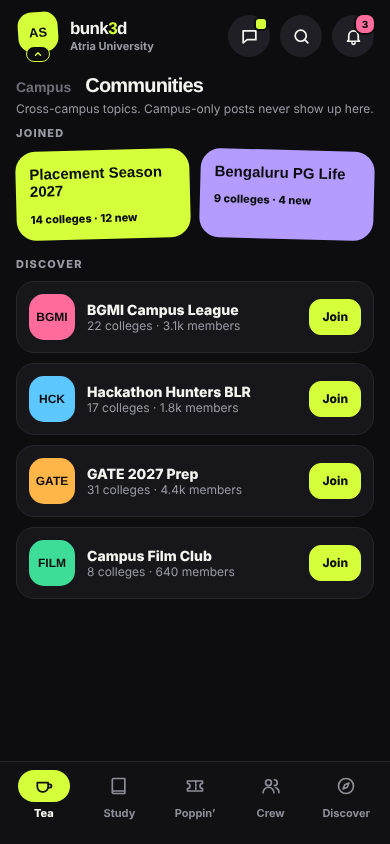 AS
bunk3d
Atria University
3
Campus Communities
Cross-campus topics. Campus-only posts never show up here.
JOINED
Placement Season
2027
14 colleges · 12 new
Bengaluru PG Life
9 colleges · 4 new
DISCOVER
BGMI
BGMI Campus League
22 colleges · 3.1k members
Join
HCK
Hackathon Hunters BLR
17 colleges · 1.8k members
Join
GATE
GATE 2027 Prep
31 colleges · 4.4k members
Join
FILM
Campus Film Club
8 colleges · 640 members
Join
Tea Study Poppin’ Crew Discover